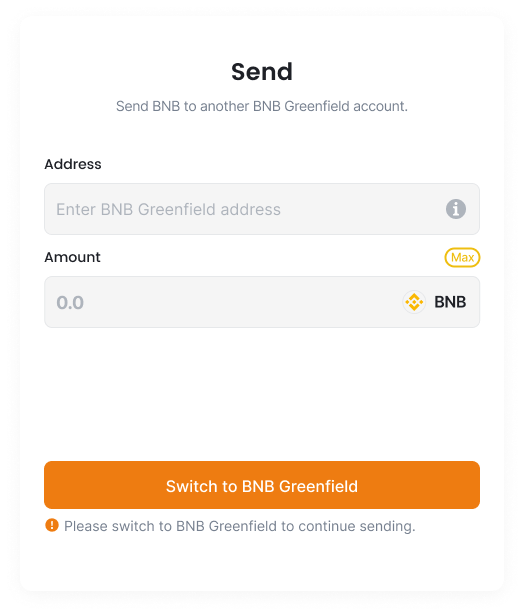 Send
Send BNB to another BNB Greenfield account.
Address
Enter BNB Greenfield address
Amount
Max
0.0
BNB
Switch to BNB Greenfield
Please switch to BNB Greenfield to continue sending.